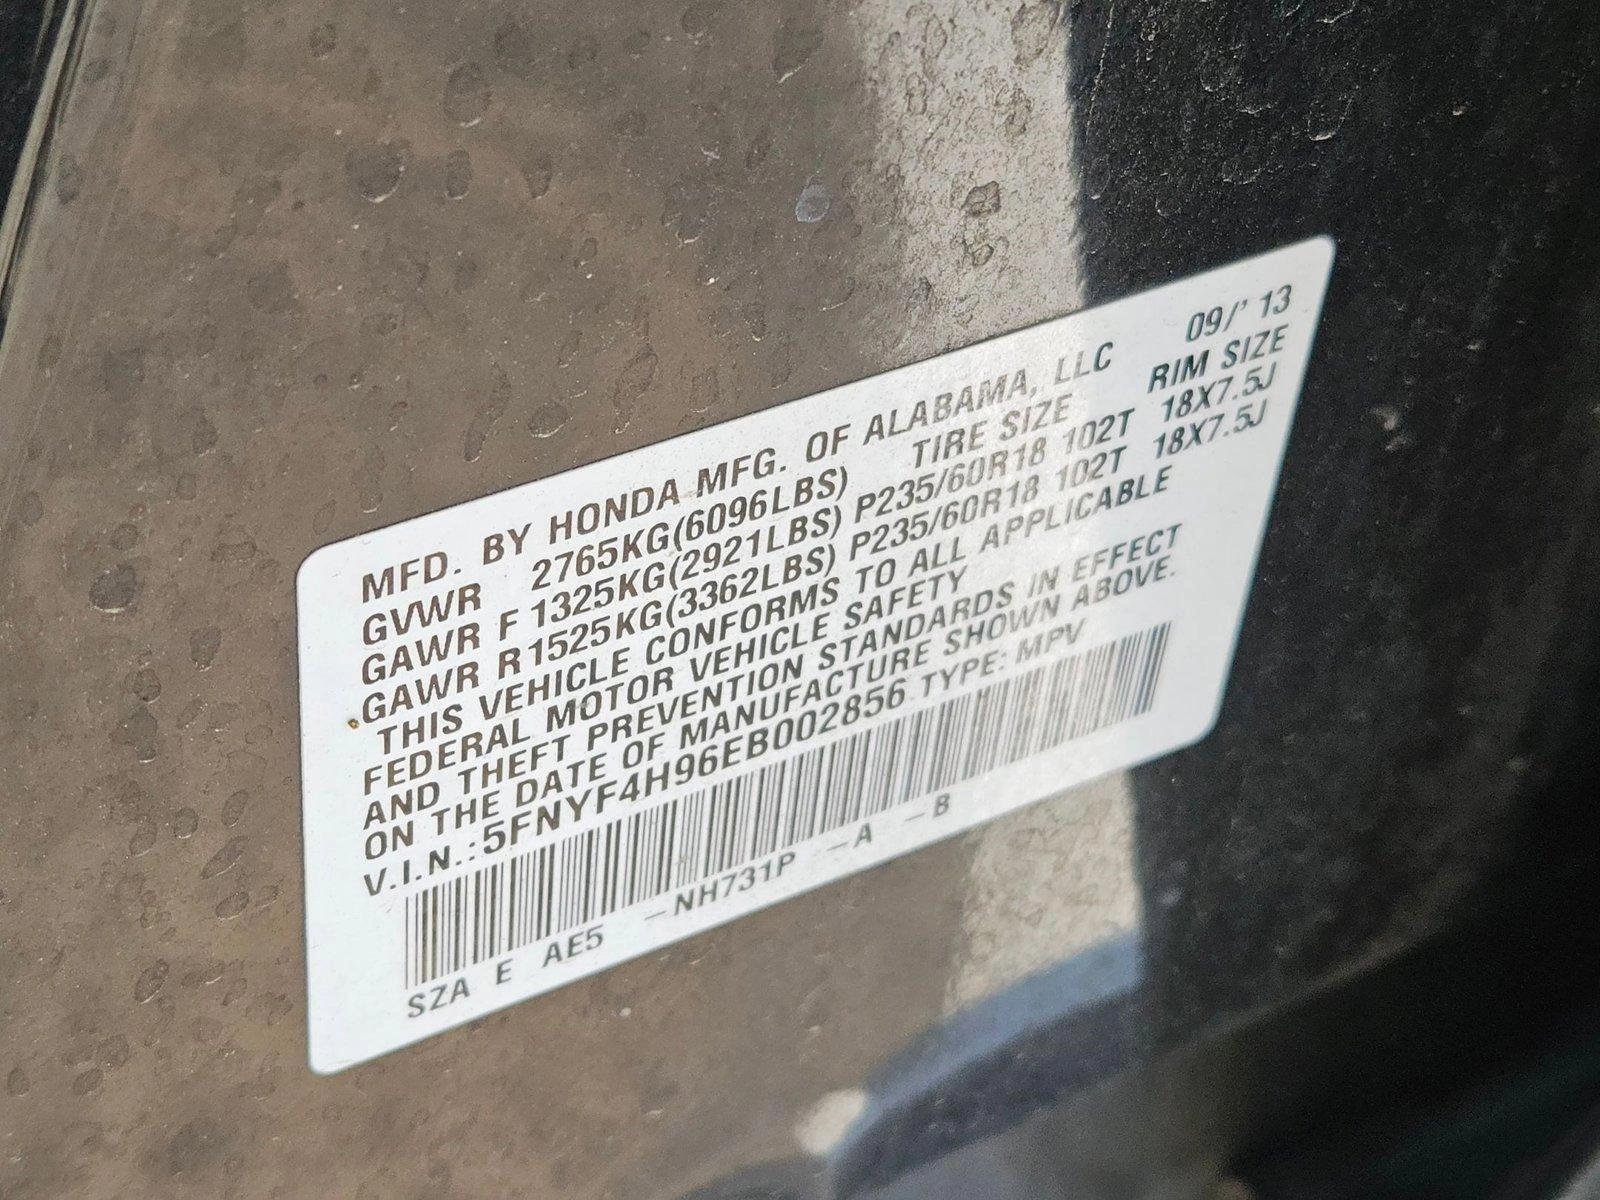 MFD. BY HONDA MFG. OF ALABAMA, LLC 09/' 13
GVWR 2765KG(6096LBS) TIRE SIZE RIM SIZE
GAWR F 1325KG(2921LBS) P235/60R18 102T 18X7.5J
GAWR R1525KG(3362LBS) P235/60R18 102T 18X7.5J
THIS VEHICLE CONFORMS TO ALL APPLICABLE
FEDERAL MOTOR VEHICLE SAFETY
AND THEFT PREVENTION STANDARDS IN EFFECT
ON THE DATE OF MANUFACTURE SHOWN ABOVE.
V.I.N.:5FNYF4H96EB002856 TYPE: MPV
SZA E AE5 -NH731P -A -B